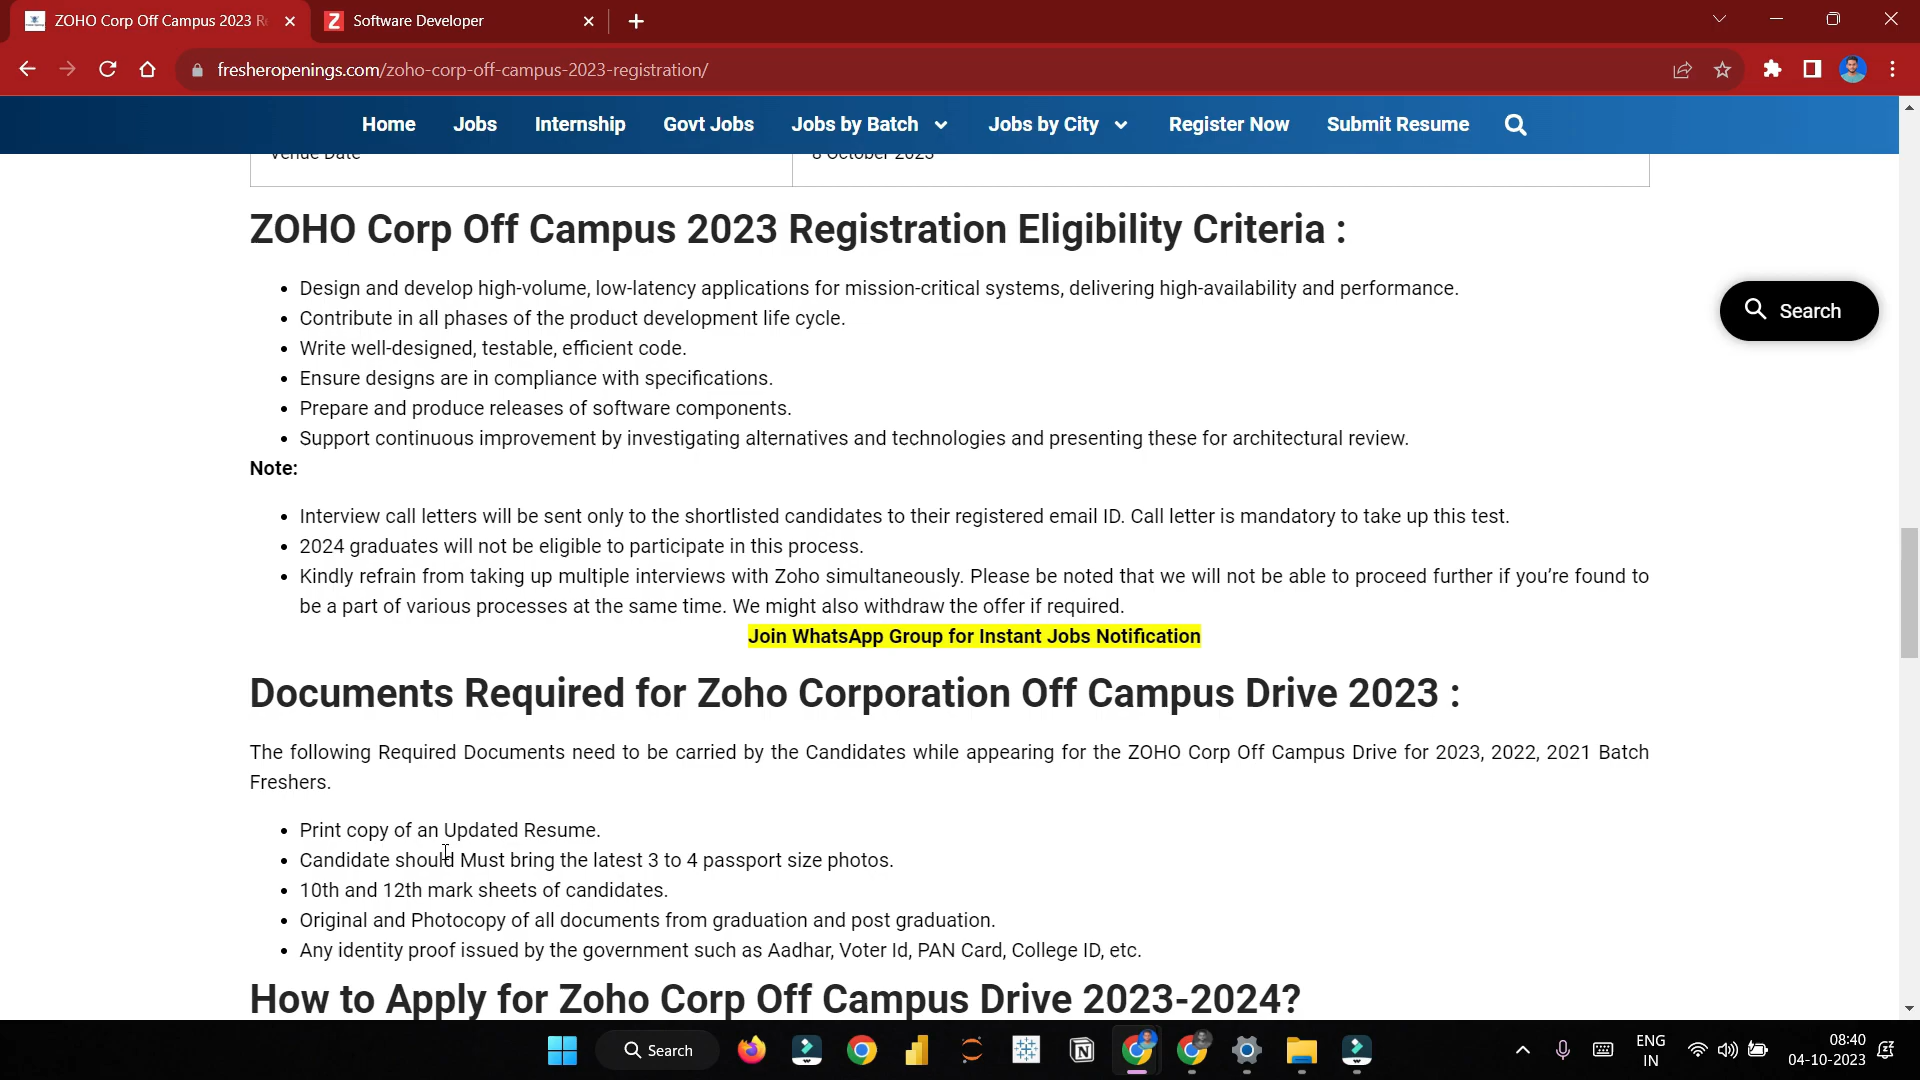 ZOHO Corp Off Campus 2023 R
Software Developer
fresheropenings.com/zoho-corp-off-campus-2023-registration/
Home Jobs Internship Govt Jobs Jobs by Batch Jobs by City Register Now Submit Resume
Venue Date 8 October 2023
ZOHO Corp Off Campus 2023 Registration Eligibility Criteria :
• Design and develop high-volume, low-latency applications for mission-critical systems, delivering high-availability and performance.
Search
• Contribute in all phases of the product development life cycle.
• Write well-designed, testable, efficient code.
• Ensure designs are in compliance with specifications.
• Prepare and produce releases of software components.
• Support continuous improvement by investigating alternatives and technologies and presenting these for architectural review.
Note:
• Interview call letters will be sent only to the shortlisted candidates to their registered email ID. Call letter is mandatory to take up this test.
• 2024 graduates will not be eligible to participate in this process.
• Kindly refrain from taking up multiple interviews with Zoho simultaneously. Please be noted that we will not be able to proceed further if you’re found to
be a part of various processes at the same time. We might also withdraw the offer if required.
Join WhatsApp Group for Instant Jobs Notification
Documents Required for Zoho Corporation Off Campus Drive 2023 :
The following Required Documents need to be carried by the Candidates while appearing for the ZOHO Corp Off Campus Drive for 2023, 2022, 2021 Batch
Freshers.
• Print copy of an Updated Resume.
• Candidate should Must bring the latest 3 to 4 passport size photos.
• 10th and 12th mark sheets of candidates.
• Original and Photocopy of all documents from graduation and post graduation.
• Any identity proof issued by the government such as Aadhar, Voter Id, PAN Card, College ID, etc.
How to Apply for Zoho Corp Off Campus Drive 2023-2024?
Search
ENG
IN
08:40
04-10-2023